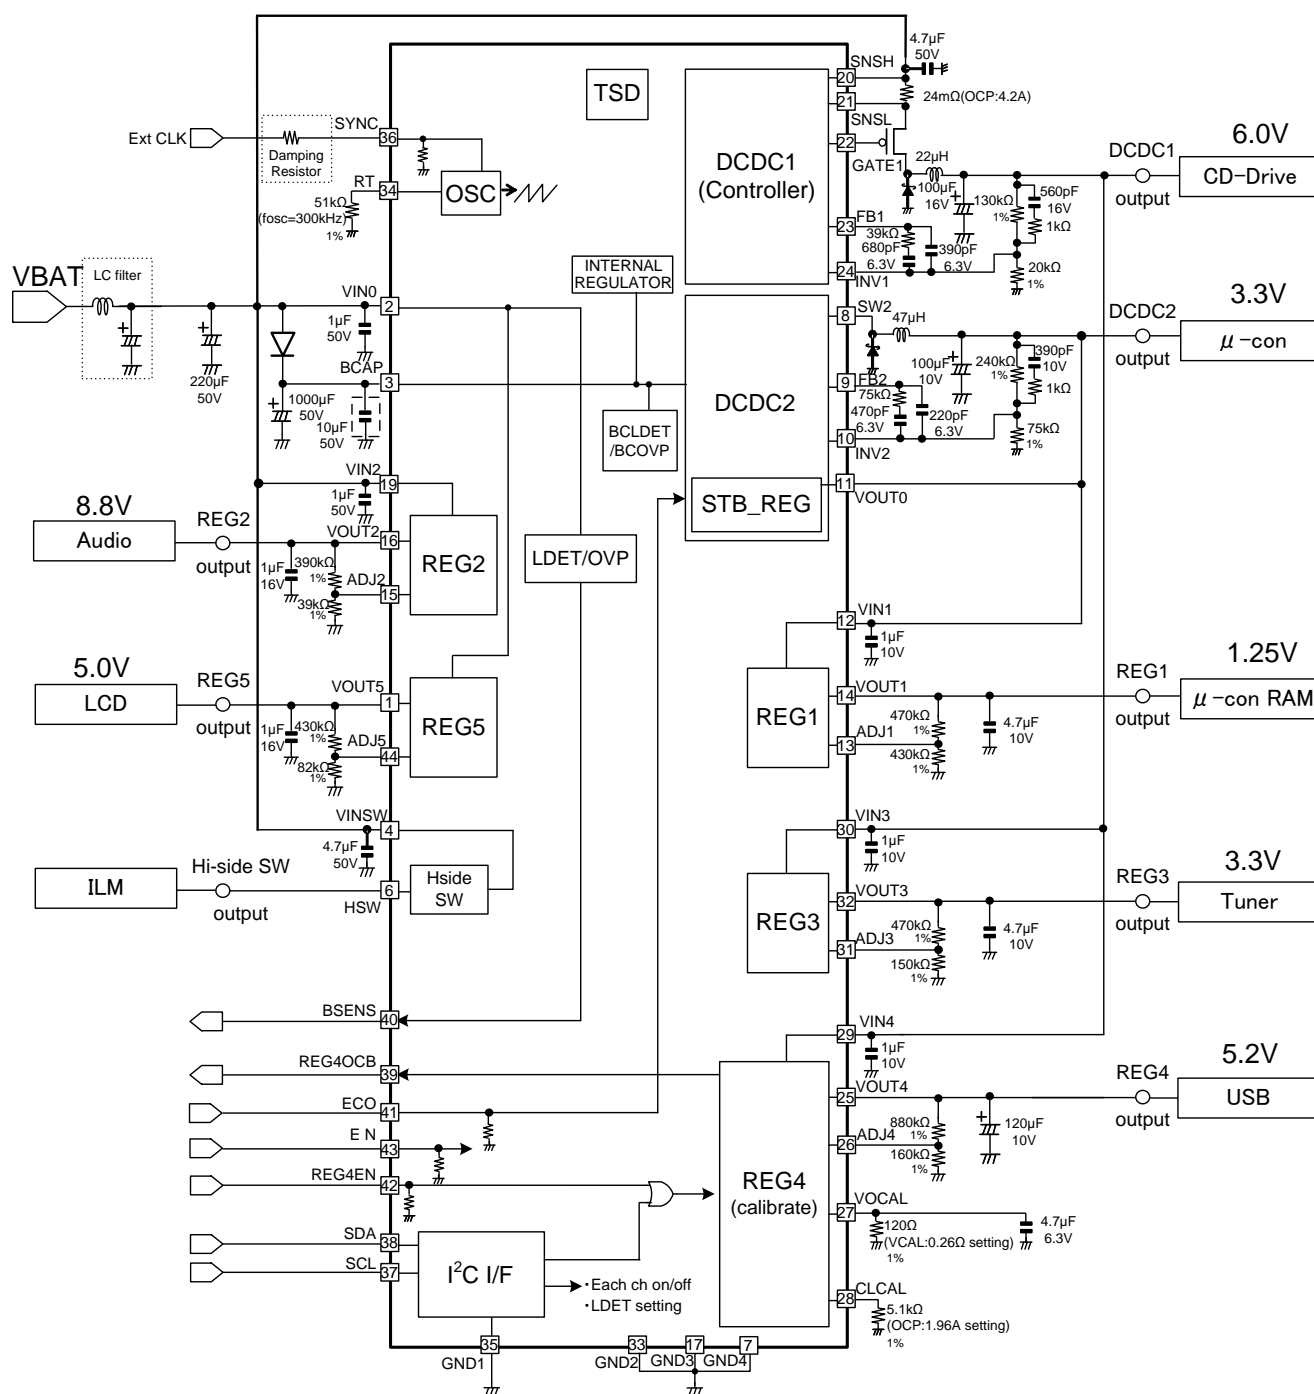 4.7μF
50V
SNSH
20
24mΩ(OCP:4.2A)
21
SNSL
22
GATE1
22μH
TSD
DCDC1
(Controller)
Ext CLK
SYNC
36
Damping
Resistor
RT
34
OSC
51kΩ
(fosc=300kHz)
1%
100μF
16V
130kΩ
1%
560pF
16V
1kΩ
20kΩ
1%
FB1
23
39kΩ
680pF
6.3V
390pF
6.3V
24
INV1
DCDC1
output
6.0V
CD-Drive
VBAT
LC filter
220μF
50V
VIN0
2
1μF
50V
BCAP
3
1000μF
50V
10μF
50V
INTERNAL
REGULATOR
BCLDET
/BCOVP
DCDC2
STB_REG
8
SW2
47μH
100μF
10V
240kΩ
1%
390pF
10V
1kΩ
75kΩ
1%
9
FB2
75kΩ
470pF
6.3V
220pF
6.3V
10
INV2
11
VOUT0
DCDC2
output
3.3V
μ-con
VIN2
19
1μF
50V
8.8V
Audio
REG2
output
VOUT2
16
1μF
16V
390kΩ
1%
ADJ2
15
39kΩ
1%
REG2
LDET/OVP
5.0V
LCD
REG5
output
VOUT5
1
1μF
16V
430kΩ
1%
ADJ5
44
82kΩ
1%
REG5
VIN1
12
1μF
10V
REG1
14
VOUT1
470kΩ
1%
13
ADJ1
430kΩ
1%
4.7μF
10V
REG1
output
1.25V
μ-con RAM
VINSW
4
4.7μF
50V
ILM
Hi-side SW
output
6
HSW
Hside
SW
VIN3
30
1μF
10V
REG3
VOUT3
32
470kΩ
1%
ADJ3
31
150kΩ
1%
4.7μF
10V
REG3
output
3.3V
Tuner
BSENS
40
REG4OCB
39
ECO
41
E N
43
REG4EN
42
SDA
38
SCL
37
I²C I/F
・Each ch on/off
・LDET setting
REG4
(calibrate)
VIN4
29
1μF
10V
VOUT4
25
880kΩ
1%
ADJ4
26
160kΩ
1%
120μF
10V
REG4
output
5.2V
USB
VOCAL
27
120Ω
(VCAL:0.26Ω setting)
1%
4.7μF
6.3V
CLCAL
28
5.1kΩ
(OCP:1.96A setting)
1%
35
GND1
33
GND2
17
GND3
7
GND4